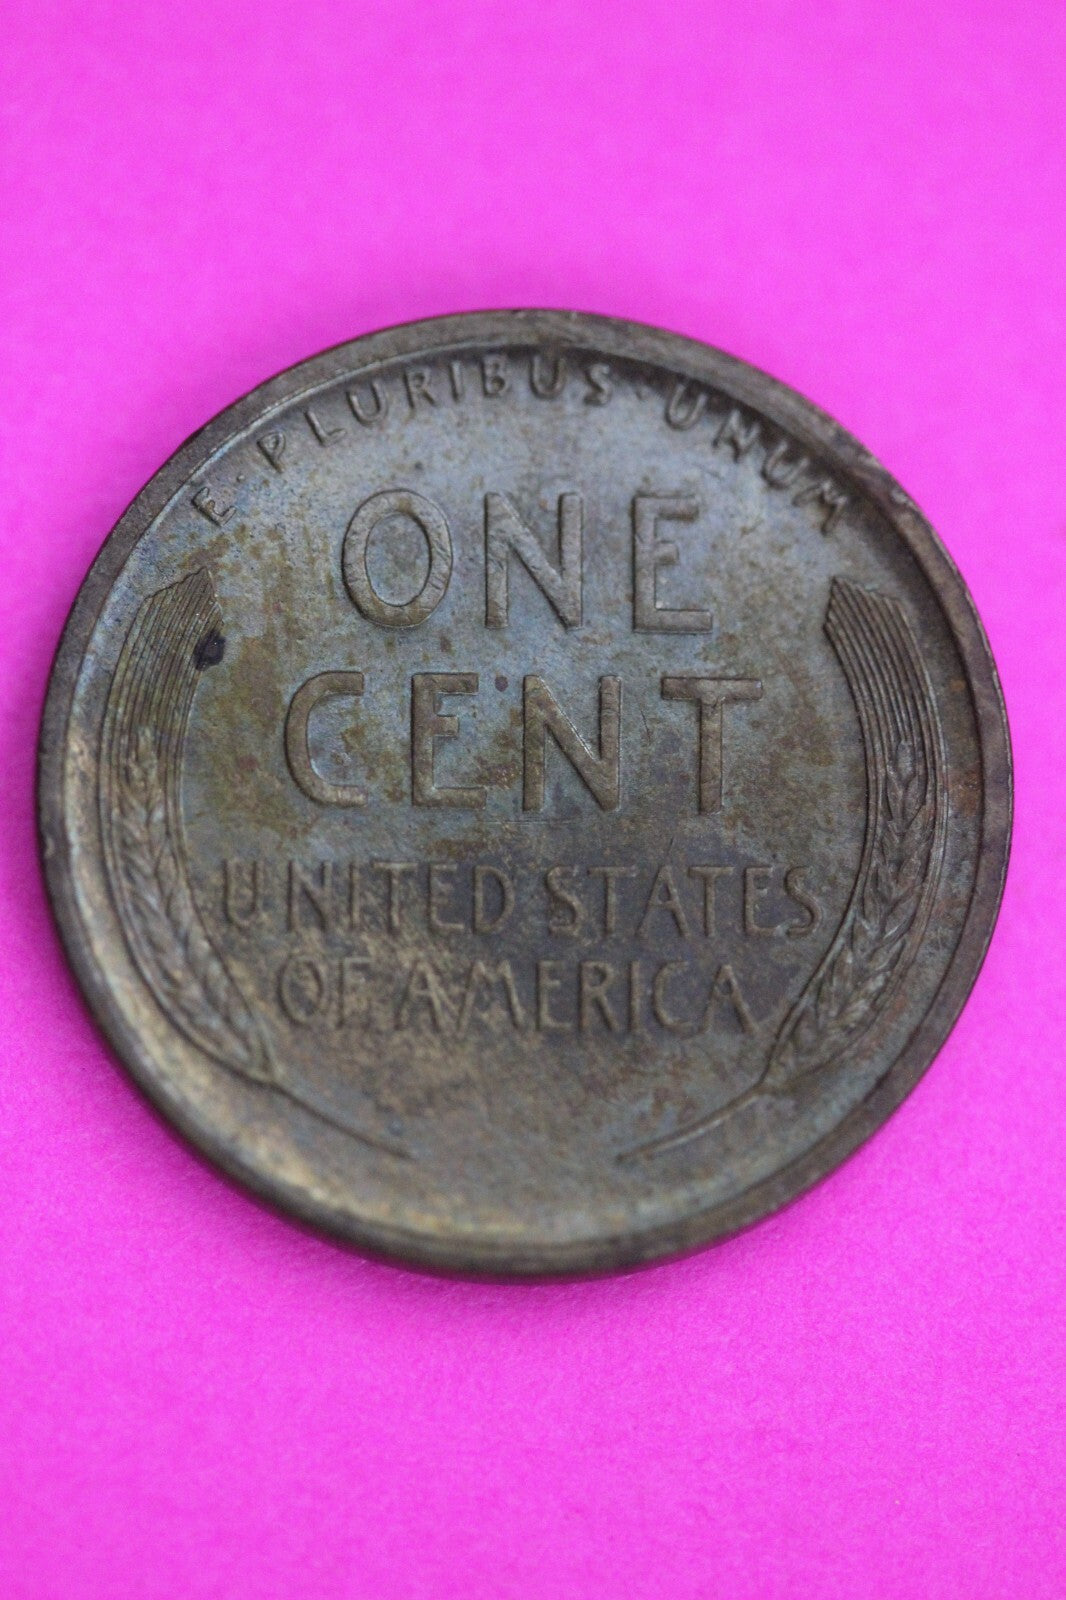 E·PLURIBUS·UNUM
ONE
CENT
UNITED STATES
OF AMERICA